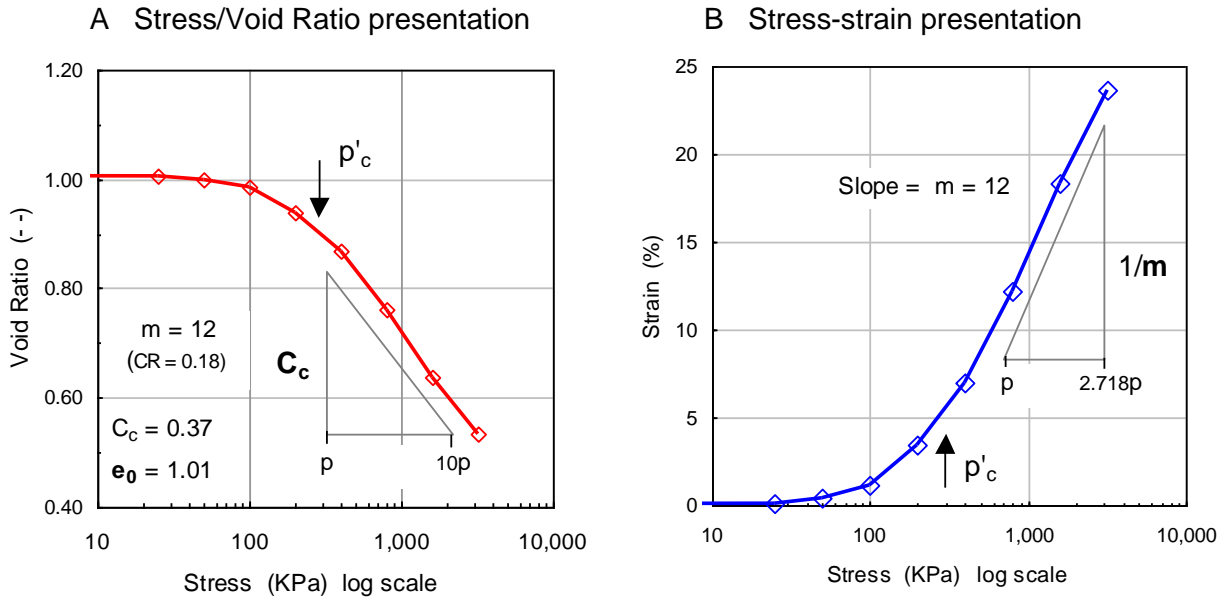 A Stress/Void Ratio presentation
1.20
1.00
0.80
0.60
0.40
Void Ratio (- -)
p'c
m = 12
(CR = 0.18)
Cc
Cc = 0.37
e0 = 1.01
p
10p
10
100
1,000
10,000
Stress (KPa) log scale
B Stress-strain presentation
25
20
15
10
5
0
Strain (%)
Slope = m = 12
1/m
p
2.718p
p'c
10
100
1,000
10,000
Stress (KPa) log scale